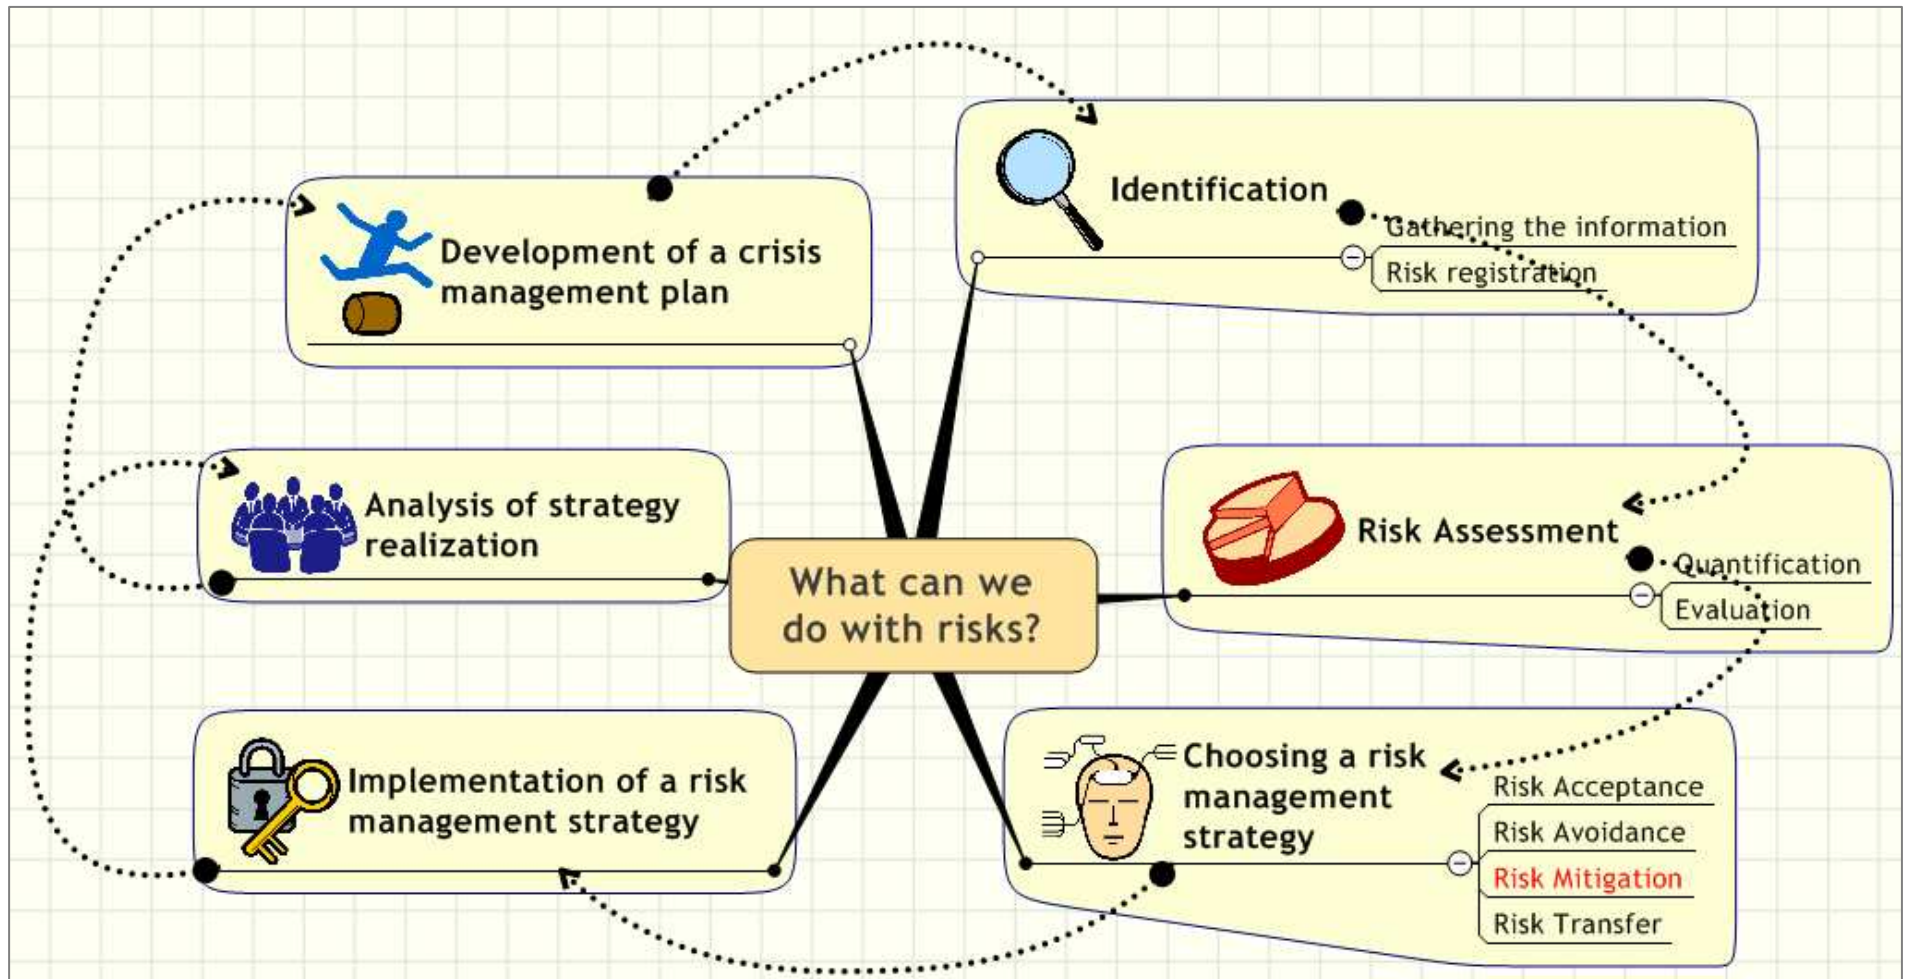 Identification
Gathering the information
Risk registration
Development of a crisis
management plan
Analysis of strategy
realization
What can we
do with risks?
Risk Assessment
Quantification
Evaluation
Implementation of a risk
management strategy
Choosing a risk
management
strategy
Risk Acceptance
Risk Avoidance
Risk Mitigation
Risk Transfer